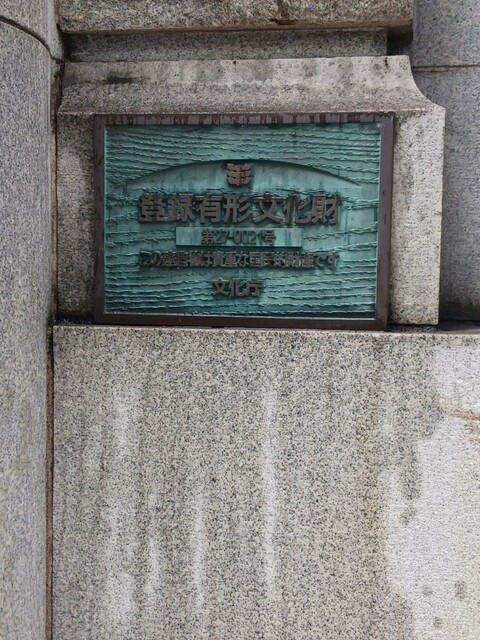 登録有形文化財
第27-0021号
この建造物は貴重な国民的財産です
文化庁